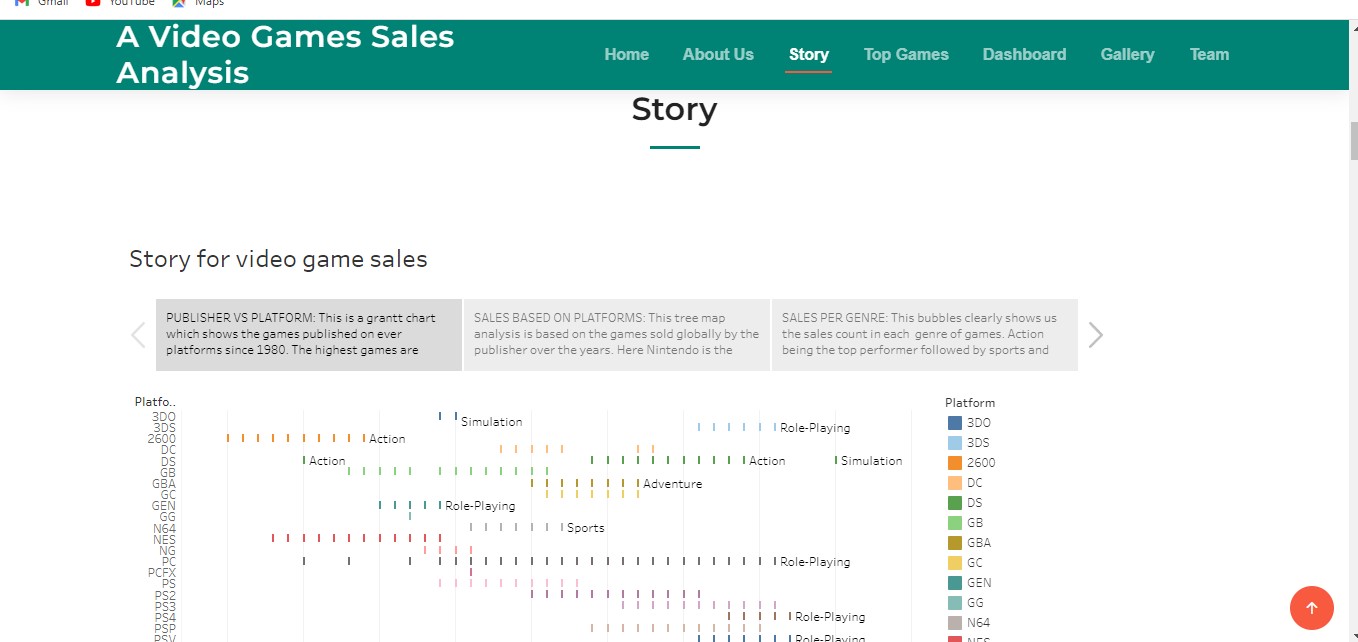 Gmail YouTube Maps
A Video Games Sales
Analysis
Home About Us Story Top Games Dashboard Gallery Team
Story
Story for video game sales
PUBLISHER VS PLATFORM: This is a grantt chart
which shows the games published on ever
platforms since 1980. The highest games are
SALES BASED ON PLATFORMS: This tree map
analysis is based on the games sold globally by the
publisher over the years. Here Nintendo is the
SALES PER GENRE: This bubbles clearly shows us
the sales count in each genre of games. Action
being the top performer followed by sports and
Platfo..
3DO Simulation
3DS Role-Playing
2600 Action
DC
DS Action Action Simulation
GB
GBA Adventure
GC
GEN Role-Playing
GG
N64 Sports
NES
NG
PC Role-Playing
PCFX
PS
PS2
PS3
PS4 Role-Playing
PSP
PSV Role-Playing
Platform
3DO
3DS
2600
DC
DS
GB
GBA
GC
GEN
GG
N64
NES